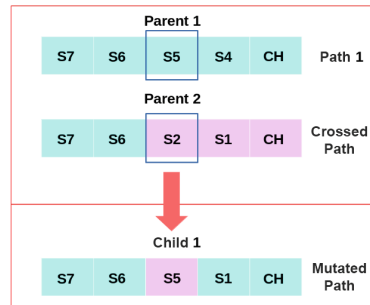 Parent 1
S7 S6 S5 S4 CH Path 1
Parent 2
S7 S6 S2 S1 CH Crossed
Path
Child 1
S7 S6 S5 S1 CH Mutated
Path